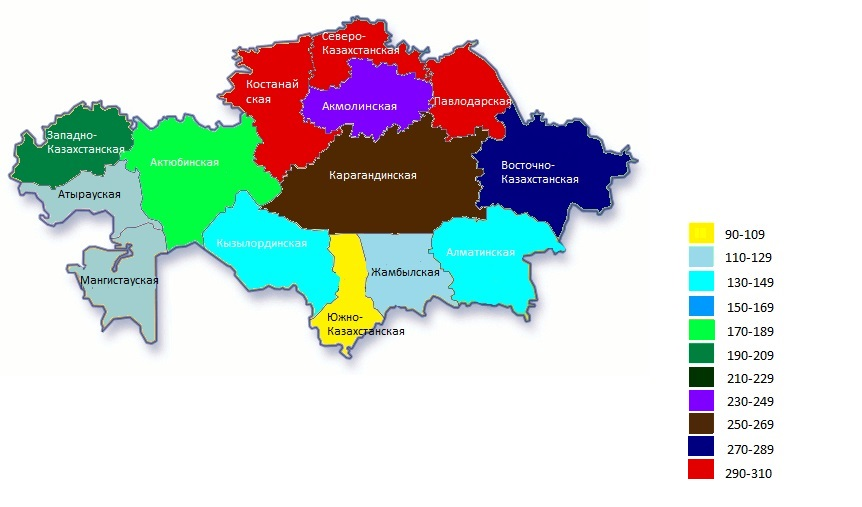 Северо-
Казахстанская
Костанай
ская
Акмолинская
Павлодарская
Западно-
Казахстанская
Актюбинская
Карагандинская
Восточно-
Казахстанская
Атырауская
Кызылординская
Алматинская
Мангистауская
Жамбылская
Южно-
Казахстанская
90-109
110-129
130-149
150-169
170-189
190-209
210-229
230-249
250-269
270-289
290-310